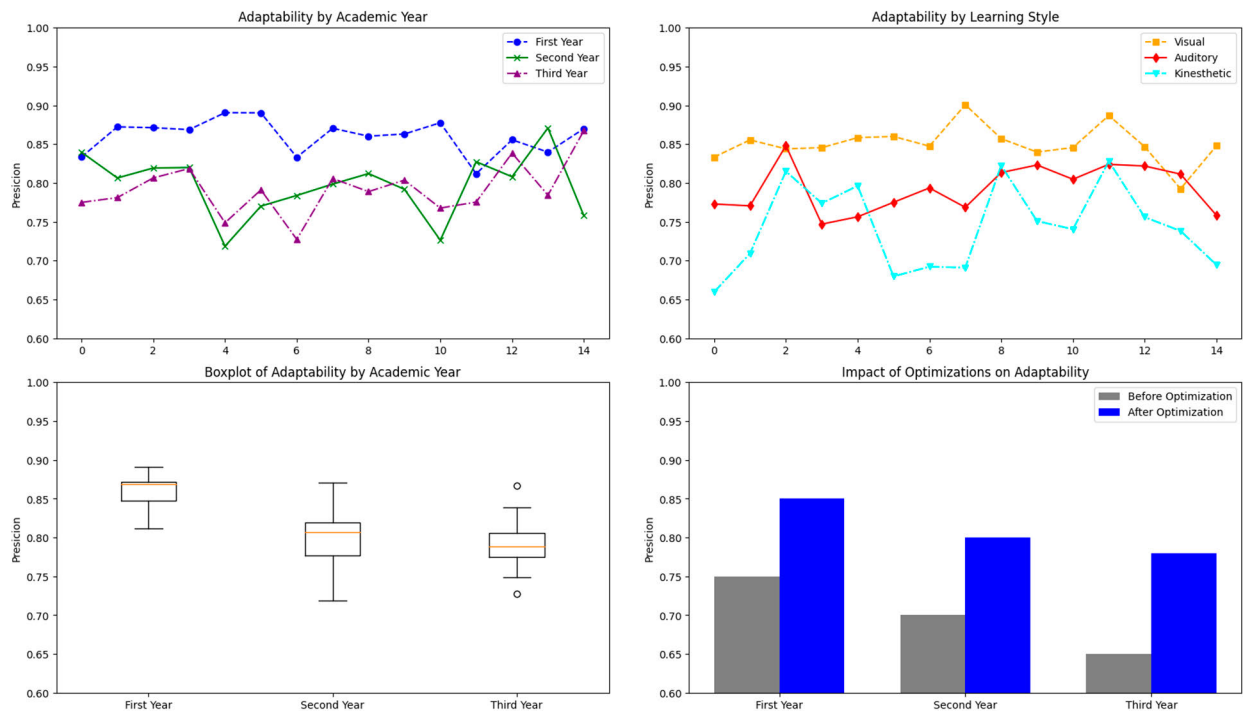 Adaptability by Academic Year
Presicion
1.00
0.95
0.90
0.85
0.80
0.75
0.70
0.65
0.60
First Year
Second Year
Third Year
0 2 4 6 8 10 12 14
Adaptability by Learning Style
Presicion
1.00
0.95
0.90
0.85
0.80
0.75
0.70
0.65
0.60
Visual
Auditory
Kinesthetic
0 2 4 6 8 10 12 14
Boxplot of Adaptability by Academic Year
Presicion
1.00
0.95
0.90
0.85
0.80
0.75
0.70
0.65
0.60
First Year Second Year Third Year
Impact of Optimizations on Adaptability
Presicion
1.00
0.95
0.90
0.85
0.80
0.75
0.70
0.65
0.60
Before Optimization
After Optimization
First Year Second Year Third Year